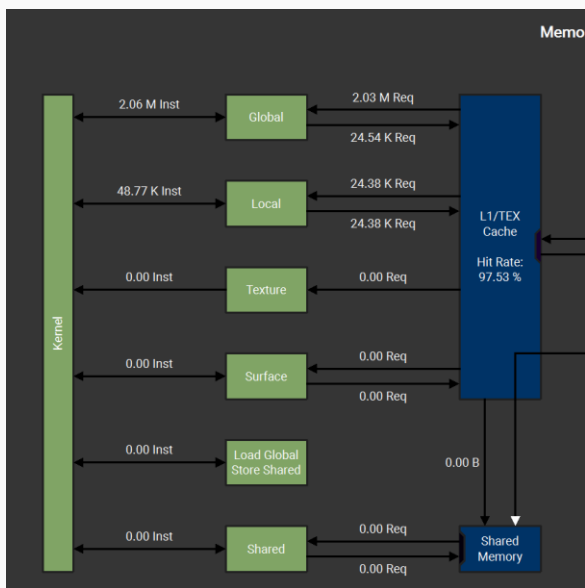 Memo
2.06 M Inst
Global
2.03 M Req
24.54 K Req
48.77 K Inst
Local
24.38 K Req
24.38 K Req
L1/TEX
Cache
Hit Rate:
97.53 %
Kernel
0.00 Inst
Texture
0.00 Req
0.00 Inst
Surface
0.00 Req
0.00 Req
0.00 Inst
Load Global
Store Shared
0.00 B
0.00 Inst
Shared
0.00 Req
0.00 Req
Shared
Memory